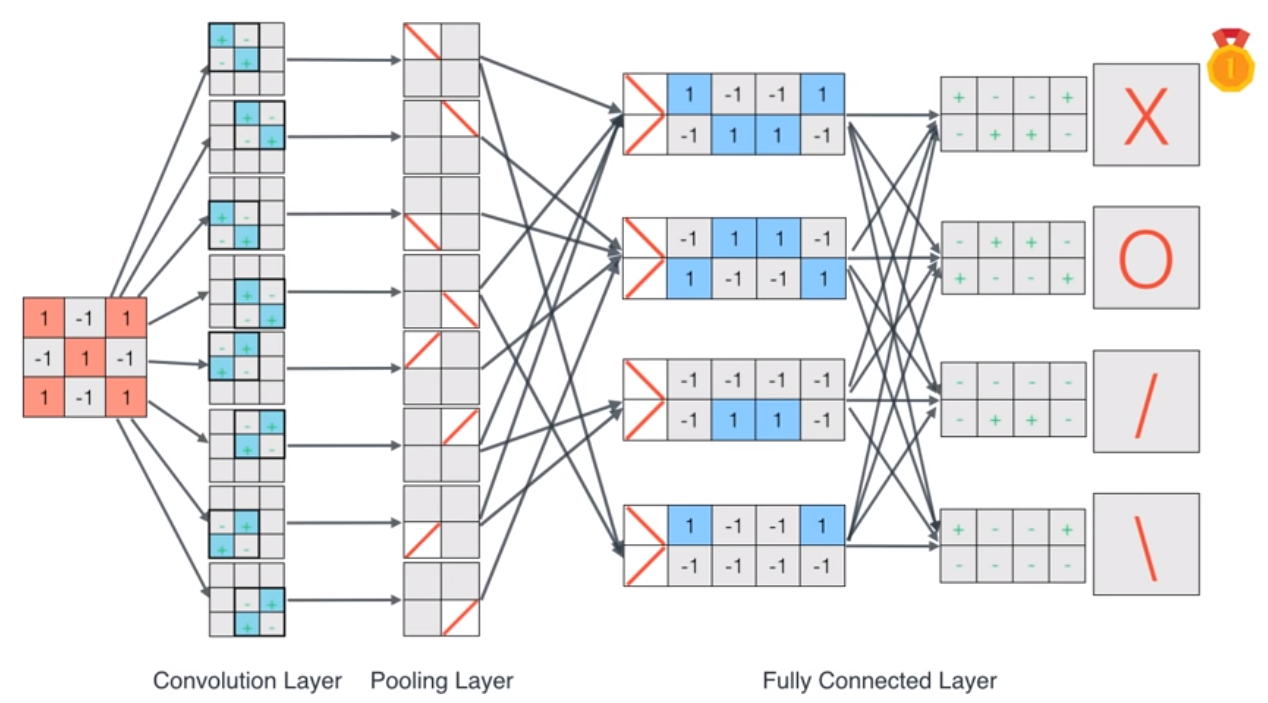 1
X
1 -1 -1 1
-1 1 1 -1
+ - - +
- + + -
O
-1 1 1 -1
1 -1 -1 1
- + + -
+ - - +
1 -1 1
-1 1 -1
1 -1 1
/
-1 -1 -1 -1
-1 1 1 -1
- - - -
- + + -
\
1 -1 -1 1
-1 -1 -1 -1
+ - - +
- - - -
+ -
- +
+ -
- +
+ -
- +
+ -
- +
- +
+ -
- +
+ -
- +
+ -
- +
+ -
Convolution Layer
Pooling Layer
Fully Connected Layer